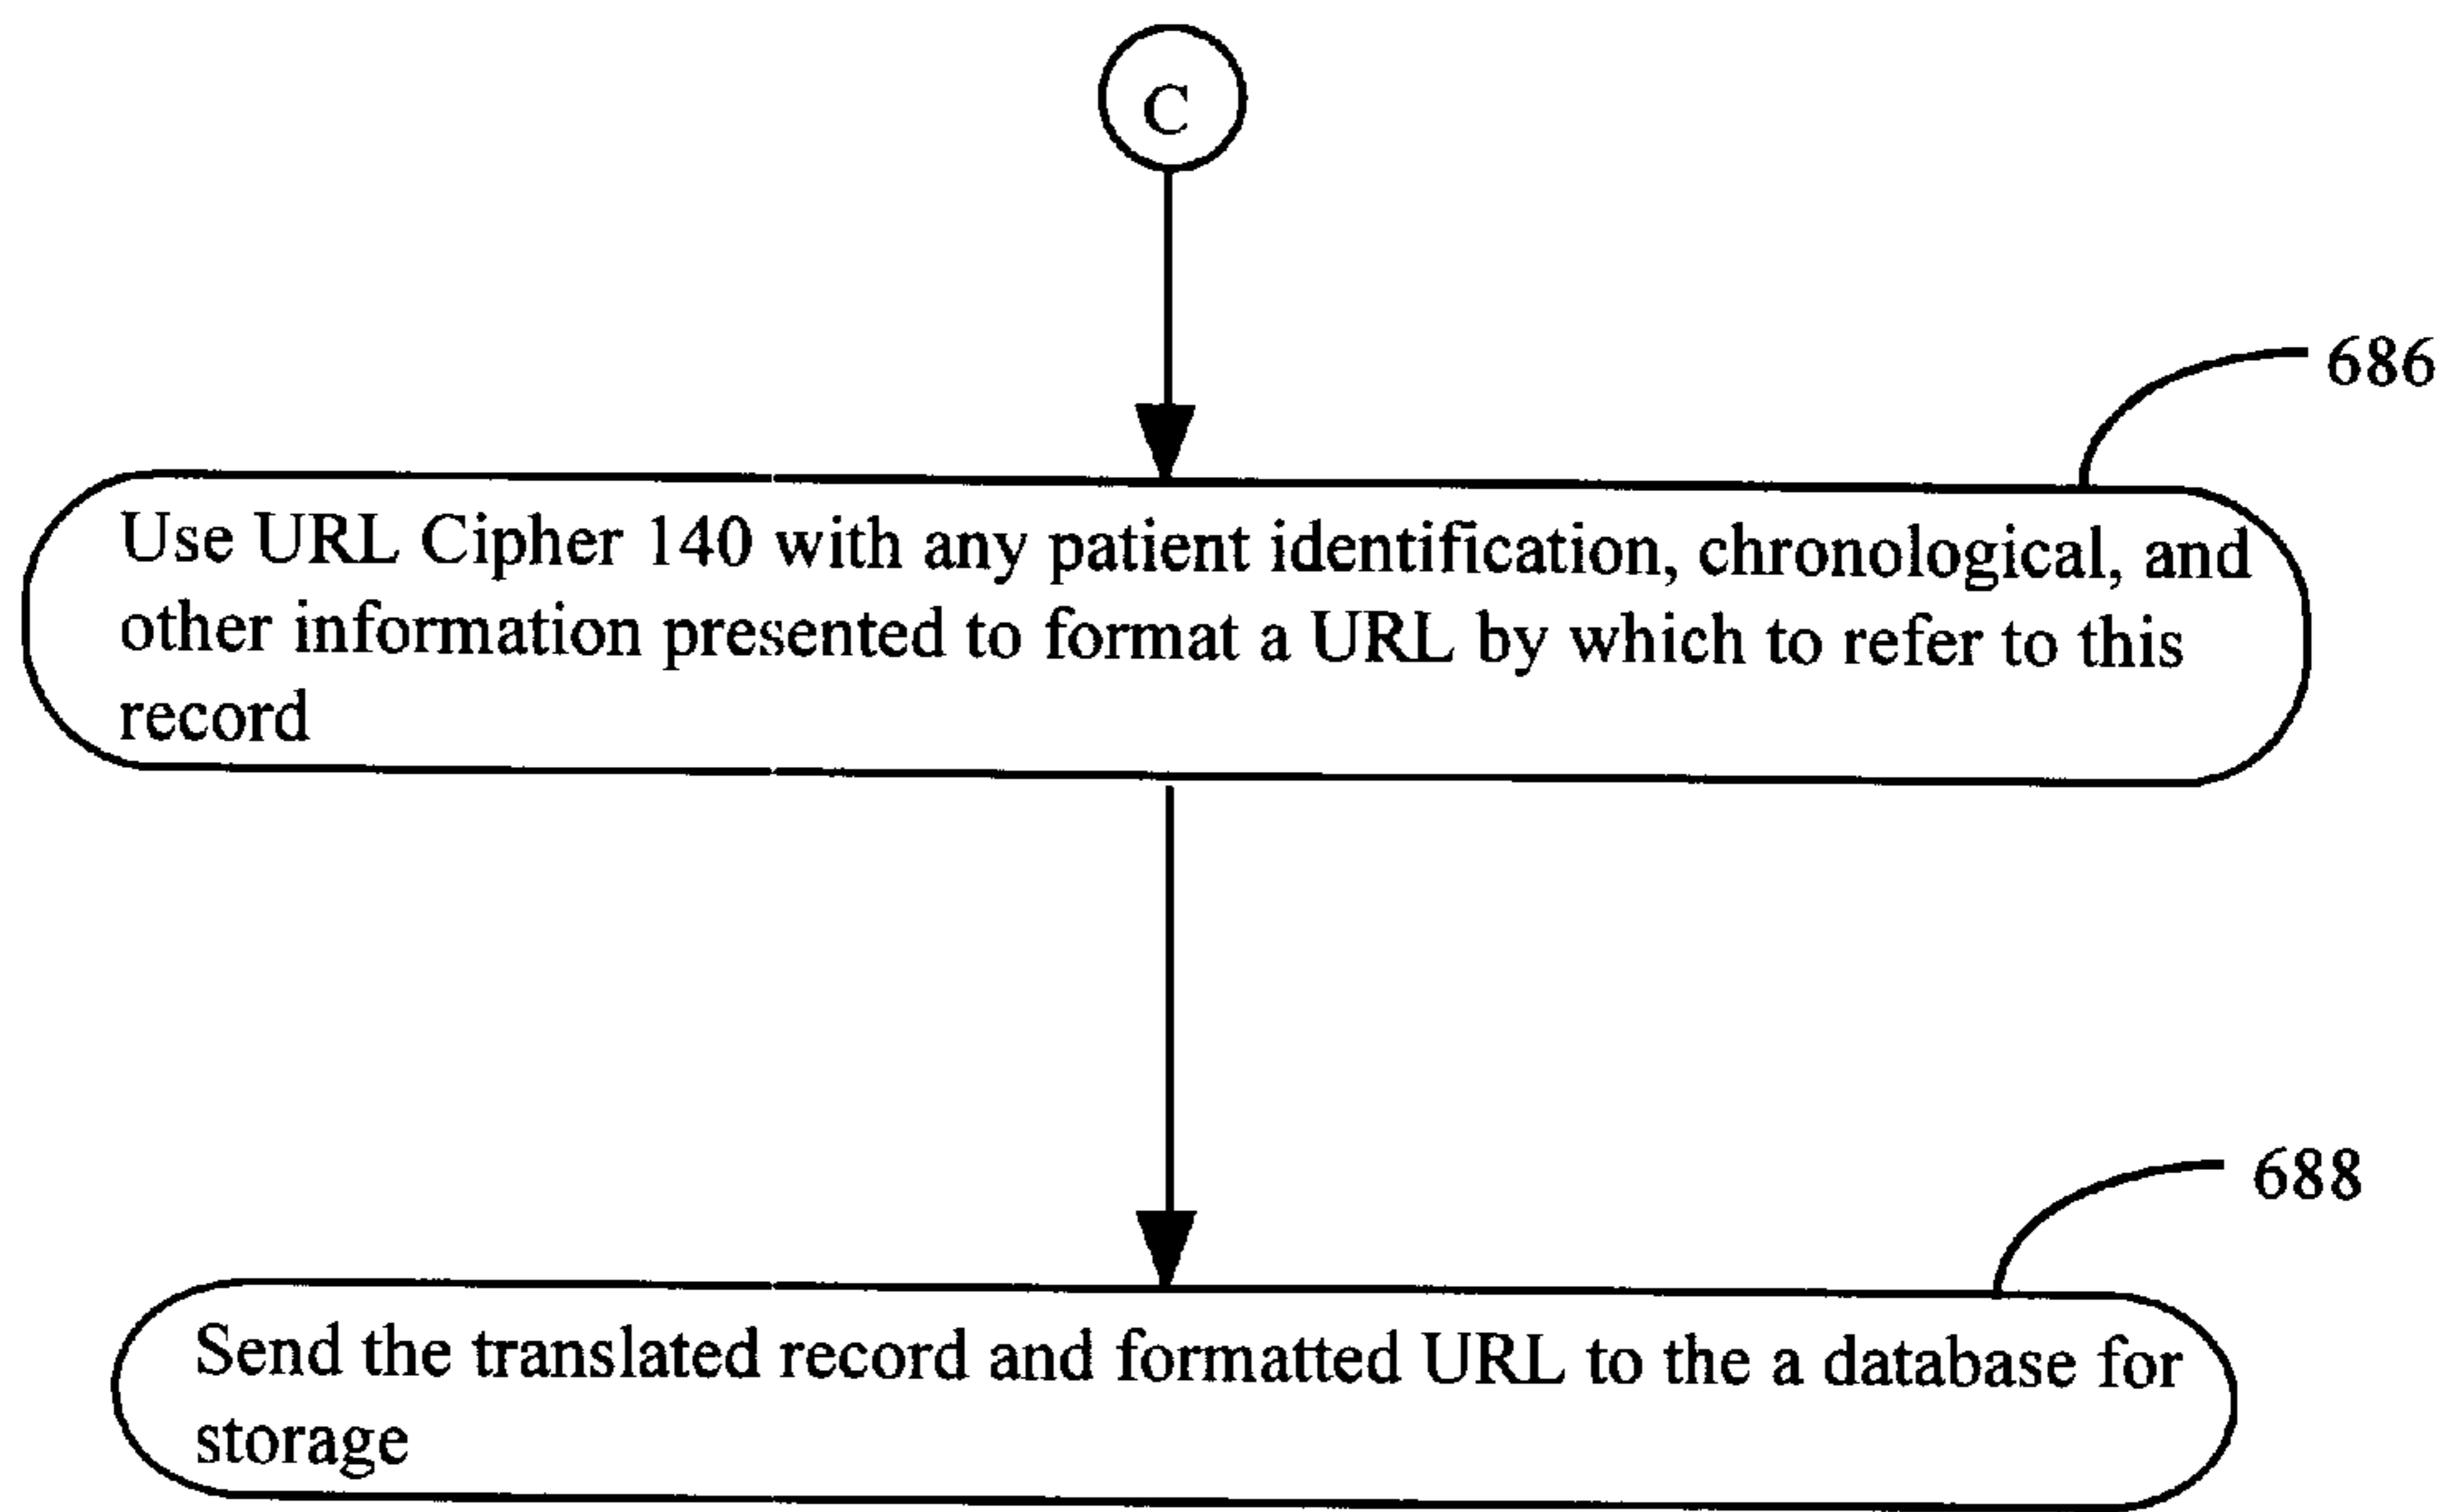 C
686
Use URL Cipher 140 with any patient identification, chronological, and
other information presented to format a URL by which to refer to this
record
688
Send the translated record and formatted URL to the a database for
storage